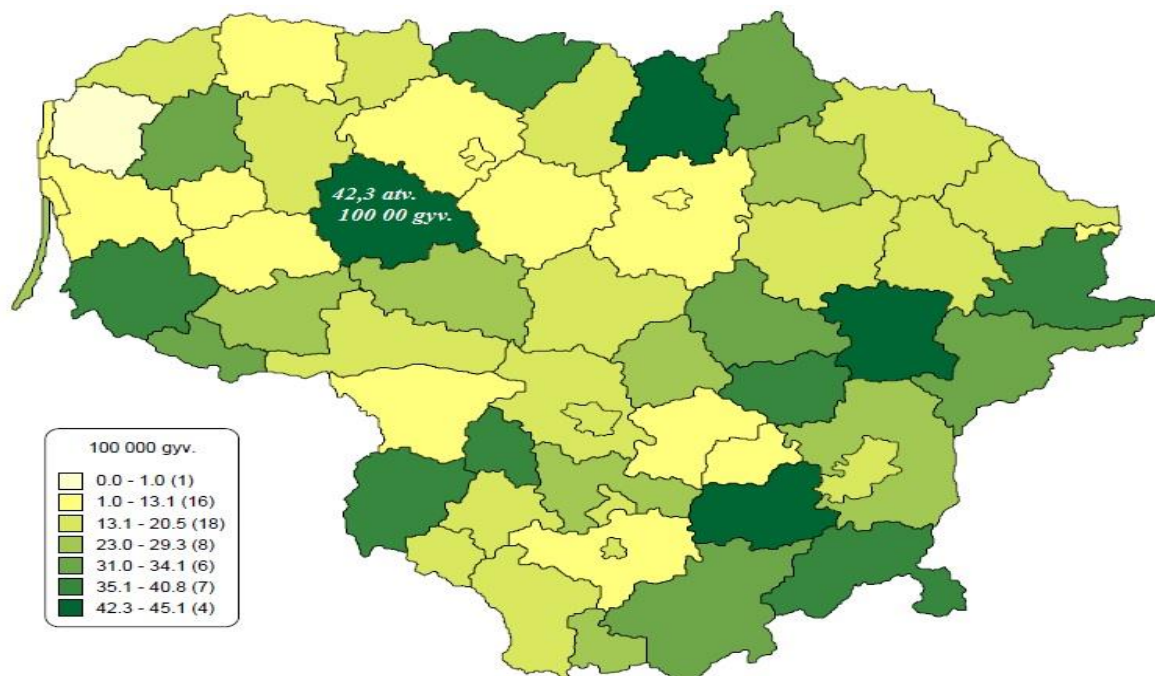 42,3 atv.
100 00 gyv.
100 000 gyv.
0.0 - 1.0 (1)
1.0 - 13.1 (16)
13.1 - 20.5 (18)
23.0 - 29.3 (8)
31.0 - 34.1 (6)
35.1 - 40.8 (7)
42.3 - 45.1 (4)